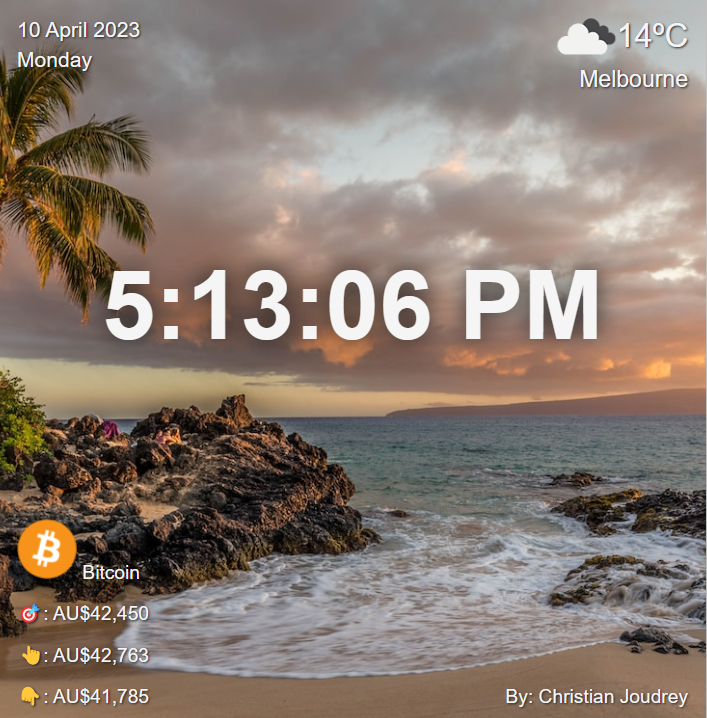 10 April 2023
Monday
14ºC
Melbourne
5:13:06 PM
Bitcoin
: AU$42,450
: AU$42,763
: AU$41,785
By: Christian Joudrey